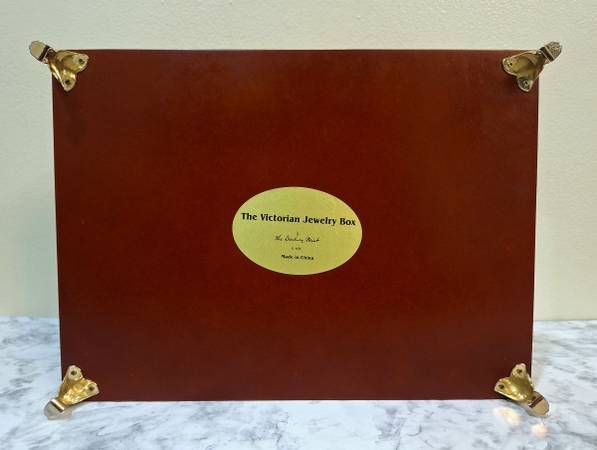 The Victorian Jewelry Box
The Danbury Mint
Made in China